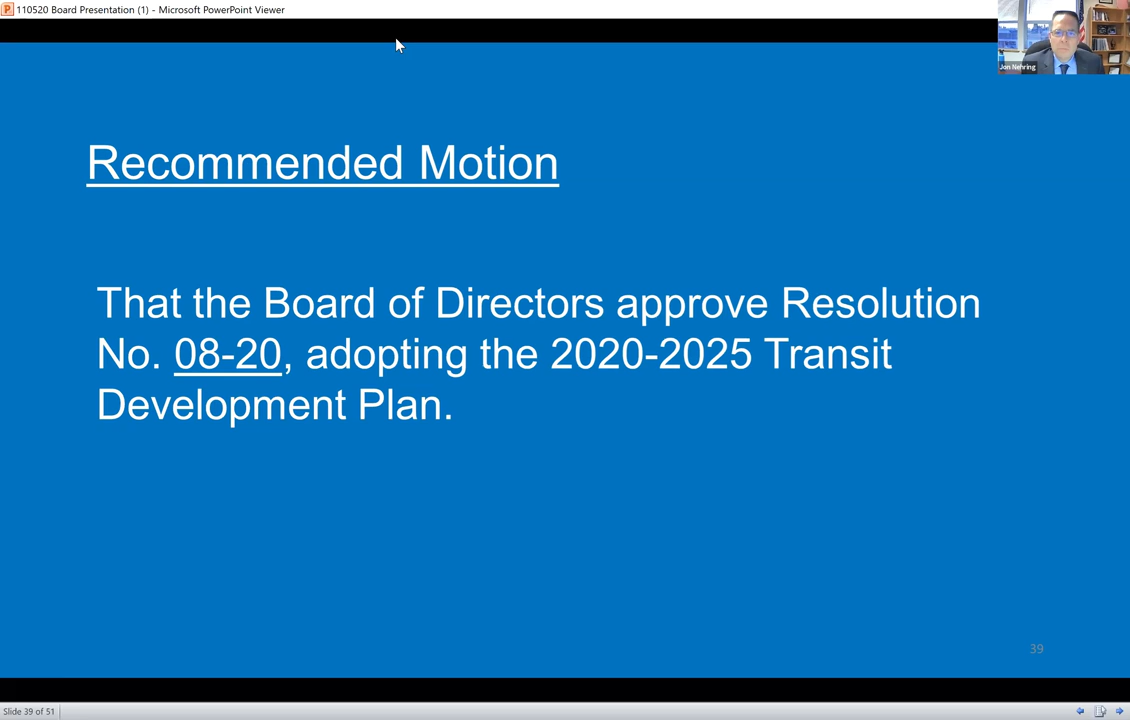 110520 Board Presentation (1) - Microsoft PowerPoint Viewer
Jon Nehring
Recommended Motion
That the Board of Directors approve Resolution
No. 08-20, adopting the 2020-2025 Transit
Development Plan.
39
Slide 39 of 51